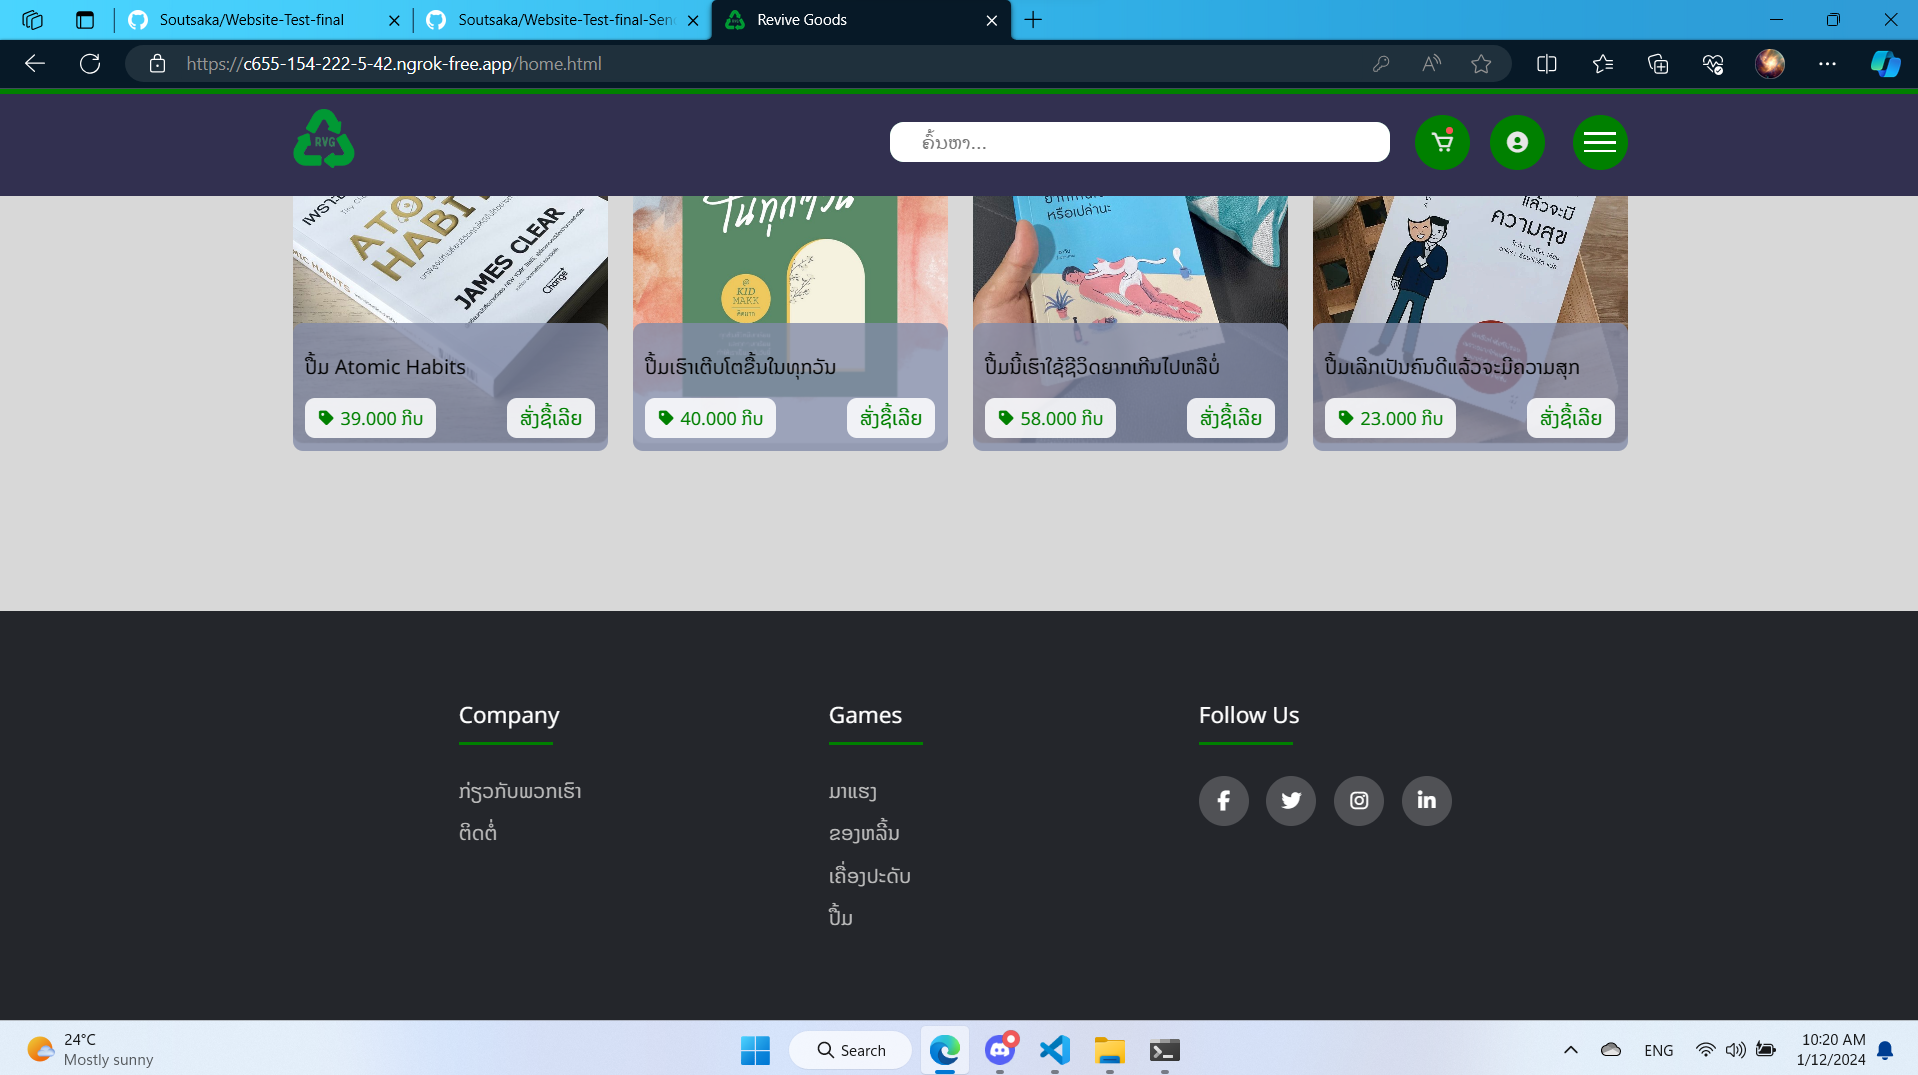 Soutsaka/Website-Test-final
Soutsaka/Website-Test-final-Sen
Revive Goods
https://c655-154-222-5-42.ngrok-free.app/home.html
RVG
ຄົ້ນຫາ...
ATOMIC HABITS
JAMES CLEAR
Change+
ในทุกๆวัน
@ KID MAKK
คิดมาก
หรือเปล่านะ
แล้วจะมี
ความสุข
ປຶ້ມ Atomic Habits
39.000 ກີບ
ສັ່ງຊື້ເລີຍ
ປຶ້ມເຮົາເຕີບໂຕຂື້ນໃນທຸກວັນ
40.000 ກີບ
ສັ່ງຊື້ເລີຍ
ປຶ້ມນີ້ເຮົາໃຊ້ຊີວິດຍາກເກີນໄປຫລືບໍ່
58.000 ກີບ
ສັ່ງຊື້ເລີຍ
ປຶ້ມເລີກເປັນຄົນດີແລ້ວຈະມີຄວາມສຸກ
23.000 ກີບ
ສັ່ງຊື້ເລີຍ
Company
ກ່ຽວກັບພວກເຮົາ
ຕິດຕໍ່
Games
ມາແຮງ
ຂອງຫລິ້ນ
ເຄື່ອງປະດັບ
ປຶ້ມ
Follow Us
24°C
Mostly sunny
Search
ENG
10:20 AM
1/12/2024